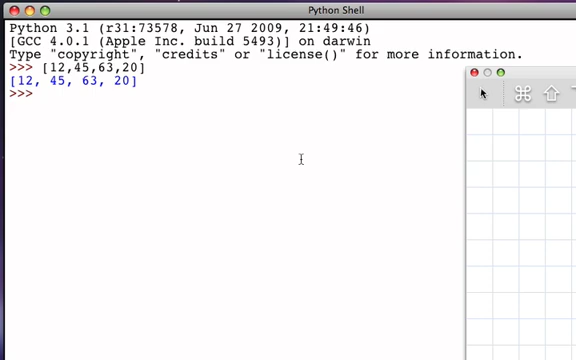 Python Shell
Python 3.1 (r31:73578, Jun 27 2009, 21:49:46)
[GCC 4.0.1 (Apple Inc. build 5493)] on darwin
Type "copyright", "credits" or "license()" for more information.
>>> [12,45,63,20]
[12, 45, 63, 20]
>>>